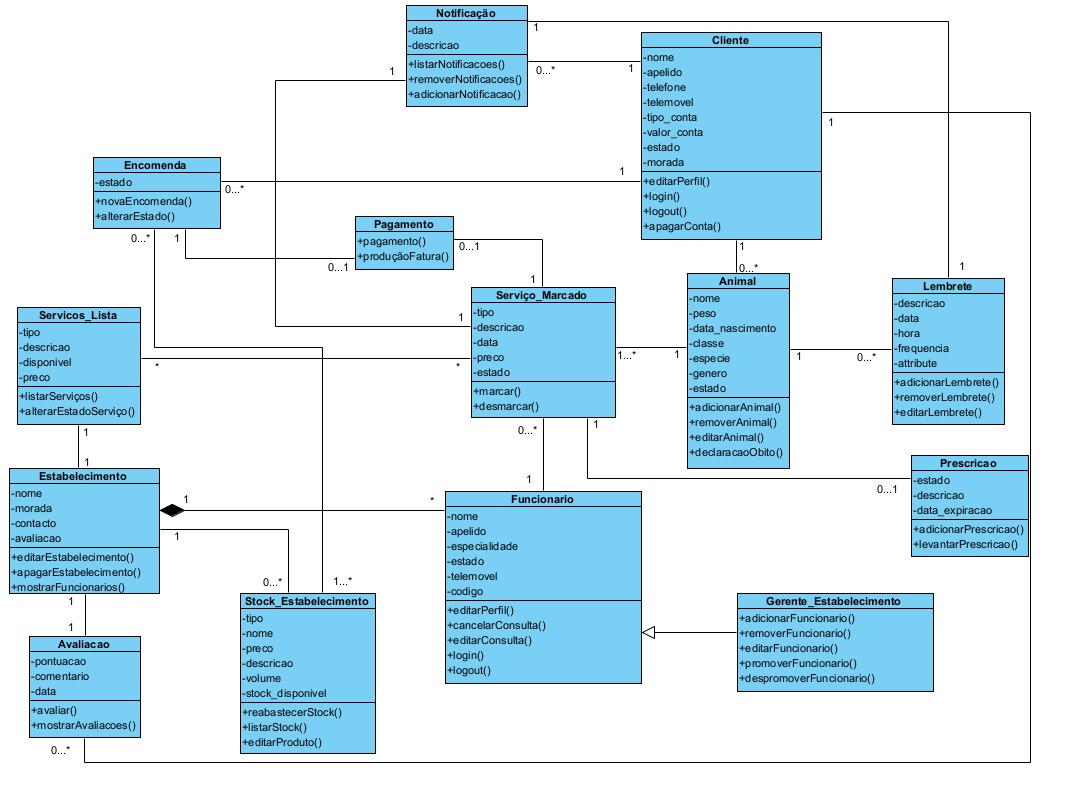 Notificação
-data
-descricao
+listarNotificacoes()
+removerNotificacoes()
+adicionarNotificacao()
1
0...*
1
1
Cliente
-nome
-apelido
-telefone
-telemovel
-tipo_conta
-valor_conta
-estado
-morada
+editarPerfil()
+login()
+logout()
+apagarConta()
1
1
1
0...*
Encomenda
-estado
+novaEncomenda()
+alterarEstado()
0...*
0...*
1
Pagamento
+pagamento()
+produçãoFatura()
0...1
0...1
1
Serviço_Marcado
-tipo
-descricao
-data
-preco
-estado
+marcar()
+desmarcar()
1
*
1...*
0...*
1
Animal
-nome
-peso
-data_nascimento
-classe
-especie
-genero
-estado
+adicionarAnimal()
+removerAnimal()
+editarAnimal()
+declaracaoObito()
1
1
0...*
1
Lembrete
-descricao
-data
-hora
-frequencia
-attribute
+adicionarLembrete()
+removerLembrete()
+editarLembrete()
Servicos_Lista
-tipo
-descricao
-disponivel
-preco
+listarServiços()
+alterarEstadoServiço()
*
1
1
Estabelecimento
-nome
-morada
-contacto
-avaliacao
+editarEstabelecimento()
+apagarEstabelecimento()
+mostrarFuncionarios()
1
1
*
1
Funcionario
-nome
-apelido
-especialidade
-estado
-telemovel
-codigo
+editarPerfil()
+cancelarConsulta()
+editarConsulta()
+login()
+logout()
0...1
Prescricao
-estado
-descricao
-data_expiracao
+adicionarPrescricao()
+levantarPrescricao()
0...*
1...*
Stock_Estabelecimento
-tipo
-nome
-preco
-descricao
-volume
-stock_disponivel
+reabastecerStock()
+listarStock()
+editarProduto()
Gerente_Estabelecimento
+adicionarFuncionario()
+removerFuncionario()
+editarFuncionario()
+promoverFuncionario()
+despromoverFuncionario()
1
1
Avaliacao
-pontuacao
-comentario
-data
+avaliar()
+mostrarAvaliacoes()
0...*